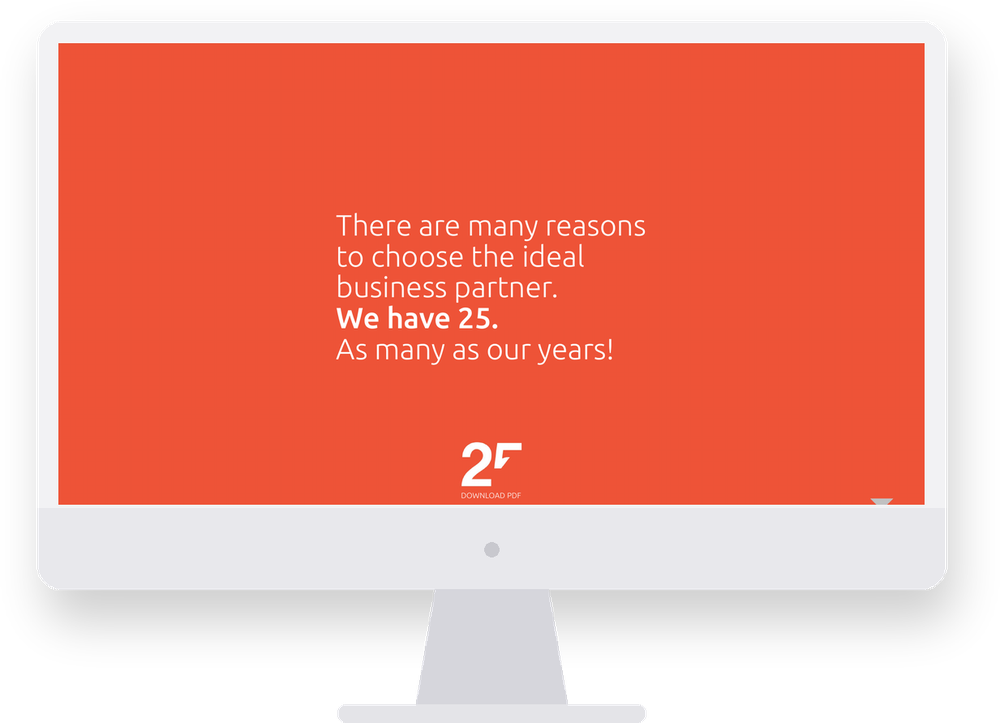 There are many reasons
to choose the ideal
business partner.
We have 25.
As many as our years!
25
DOWNLOAD PDF